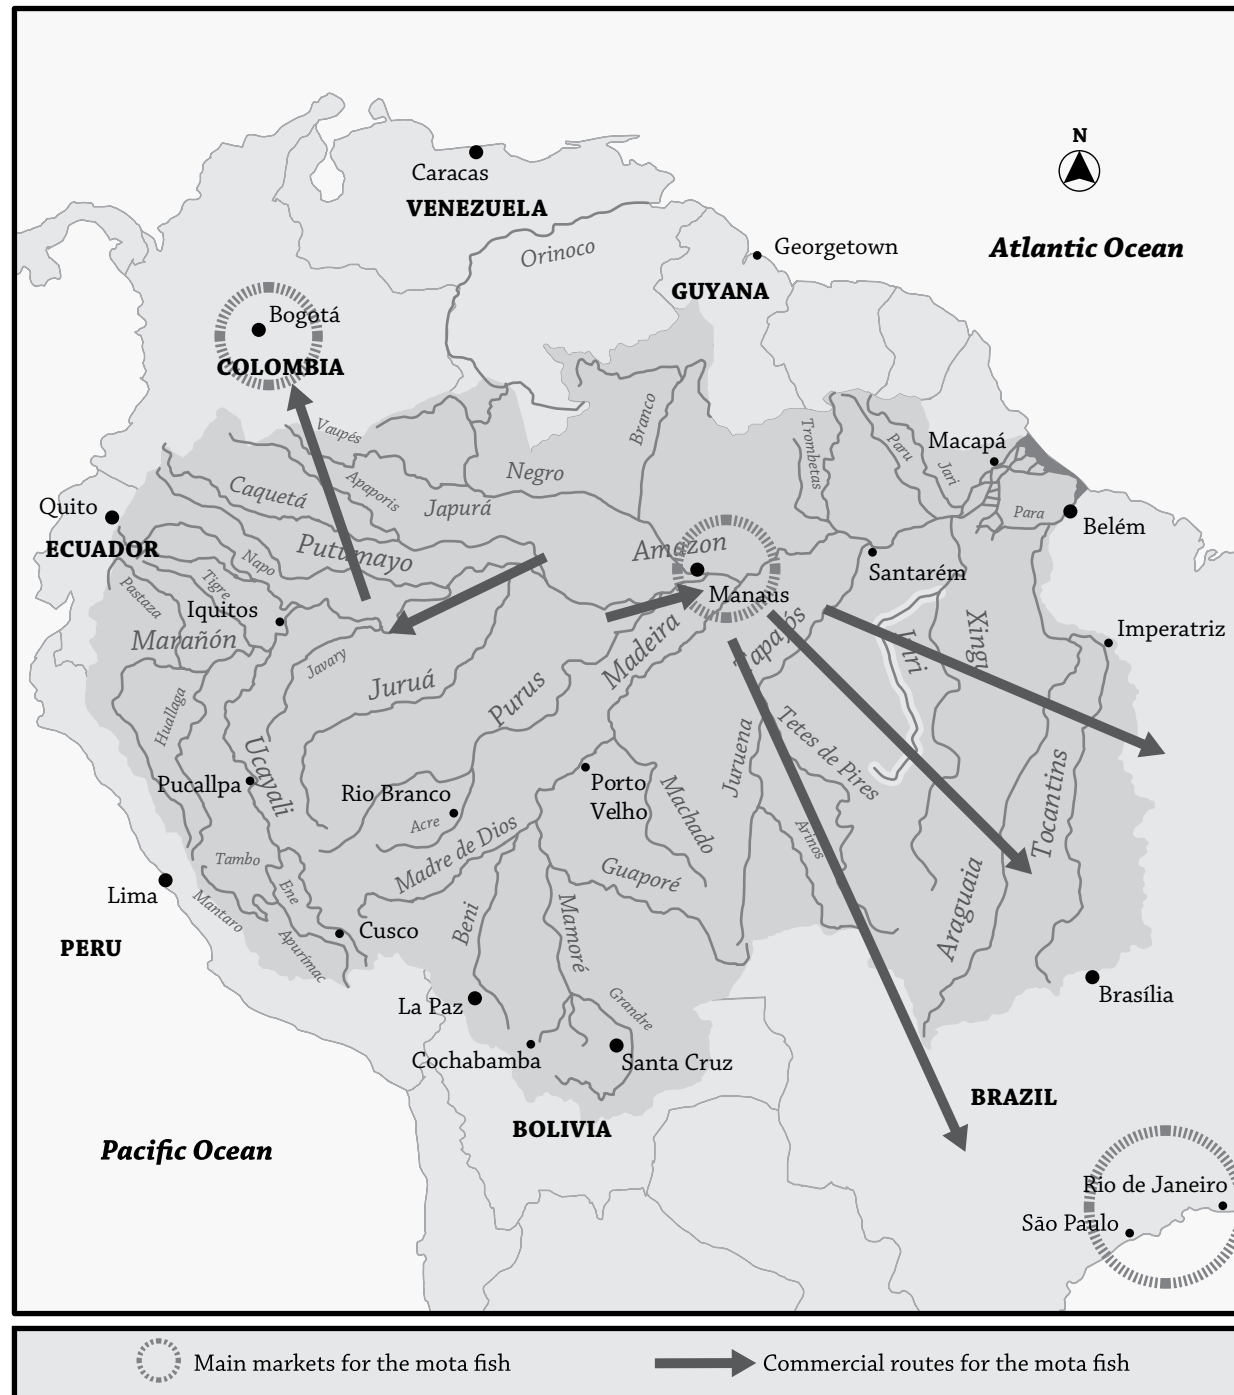 N
Caracas
VENEZUELA
Georgetown
Atlantic Ocean
Orinoco
GUYANA
Bogotá
COLOMBIA
Vaupés
Branco
Trombetas
Paru
Jari
Macapá
Negro
Caquetá
Apaporis
Japurá
Quito
ECUADOR
Para
Belém
Putumayo
Amazon
Napo
Tigre
Pastaza
Santarém
Manaus
Iquitos
Marañón
Madeira
Tapajós
Iriri
Xingu
Imperatriz
Javary
Juruá
Purus
Huallaga
Ucayali
Juruena
Tetes de Pires
Pucallpa
Rio Branco
Porto
Velho
Machado
Tocantins
Acre
Arinos
Madre de Dios
Tambo
Guaporé
Lima
Mantaro
Ene
Araguaia
PERU
Cusco
Beni
Mamoré
Apurímac
La Paz
Grandre
Brasília
Cochabamba
Santa Cruz
BRAZIL
BOLIVIA
Pacific Ocean
Rio de Janeiro
São Paulo
Main markets for the mota fish
Commercial routes for the mota fish